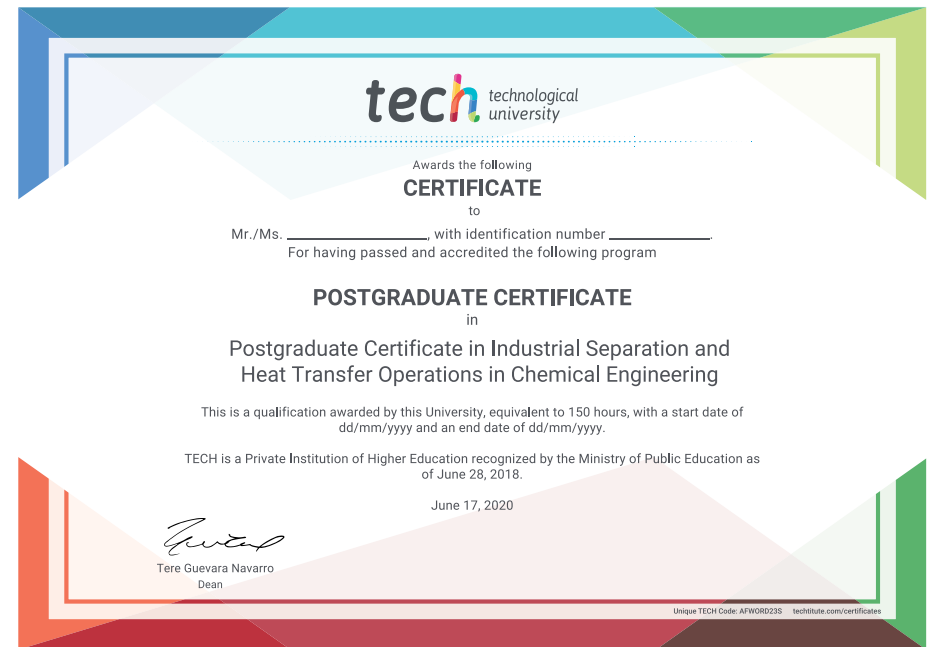 tech technological
university
Awards the following
CERTIFICATE
to
Mr./Ms. ____________, with identification number ____________.
For having passed and accredited the following program
POSTGRADUATE CERTIFICATE
in
Postgraduate Certificate in Industrial Separation and
Heat Transfer Operations in Chemical Engineering
This is a qualification awarded by this University, equivalent to 150 hours, with a start date of
dd/mm/yyyy and an end date of dd/mm/yyyy.
TECH is a Private Institution of Higher Education recognized by the Ministry of Public Education as
of June 28, 2018.
June 17, 2020
Tere Guevara Navarro
Dean
Unique TECH Code: AFWORD23S techtitute.com/certificates